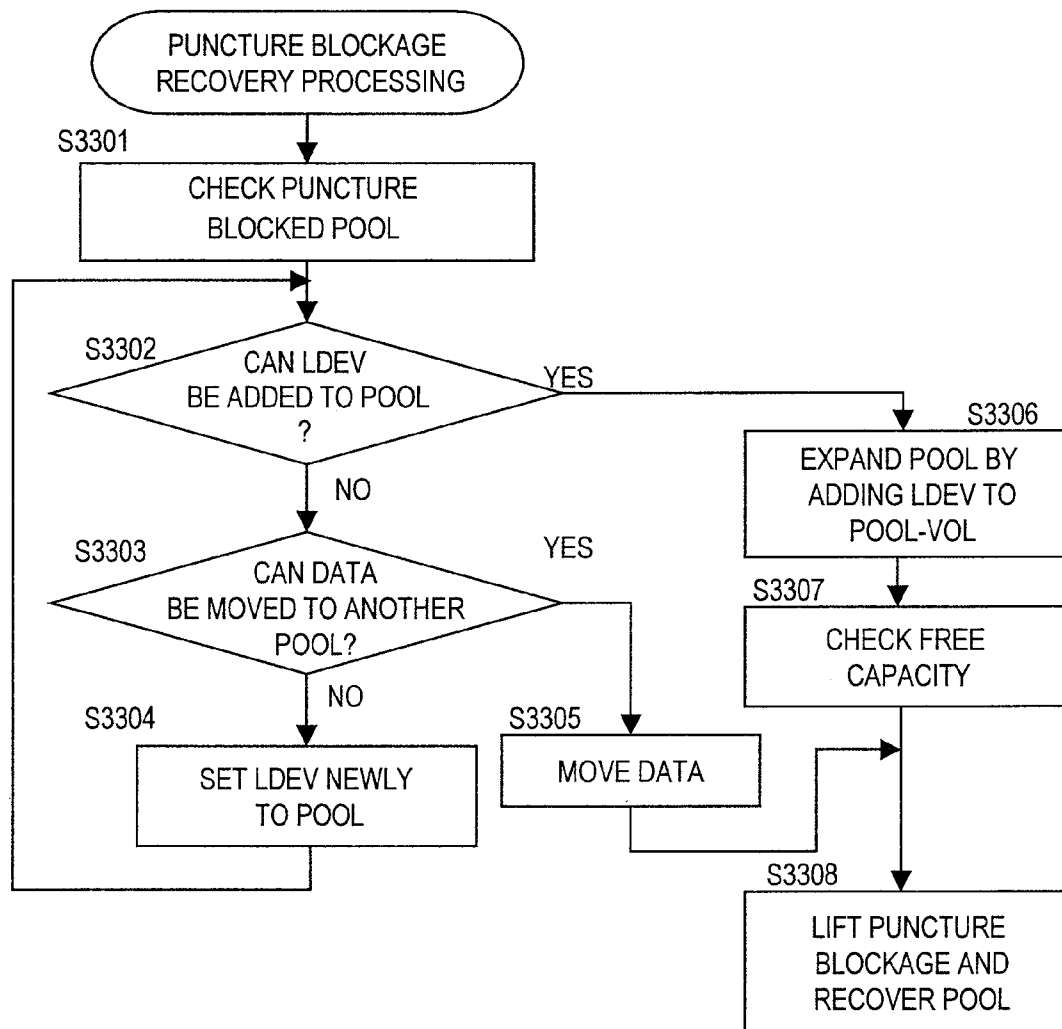 PUNCTURE BLOCKAGE
RECOVERY PROCESSING
S3301
CHECK PUNCTURE
BLOCKED POOL
S3302
CAN LDEV
BE ADDED TO POOL
?
YES
NO
S3306
EXPAND POOL BY
ADDING LDEV TO
POOL-VOL
S3303
CAN DATA
BE MOVED TO ANOTHER
POOL?
YES
NO
S3307
CHECK FREE
CAPACITY
S3304
SET LDEV NEWLY
TO POOL
S3305
MOVE DATA
S3308
LIFT PUNCTURE
BLOCKAGE AND
RECOVER POOL